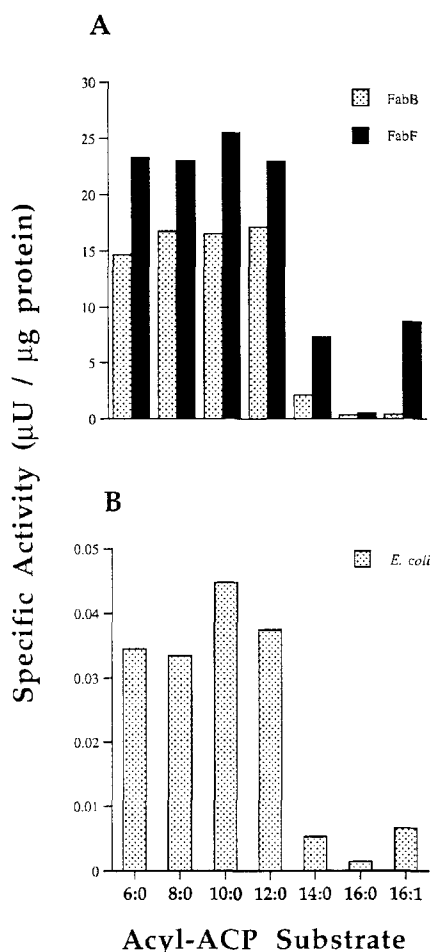 A
30
25
20
15
10
5
0
FabB
FabF
Specific Activity (μU / μg protein)
B
0.05
0.04
0.03
0.02
0.01
0
E. coli
6:0 8:0 10:0 12:0 14:0 16:0 16:1
Acyl-ACP Substrate